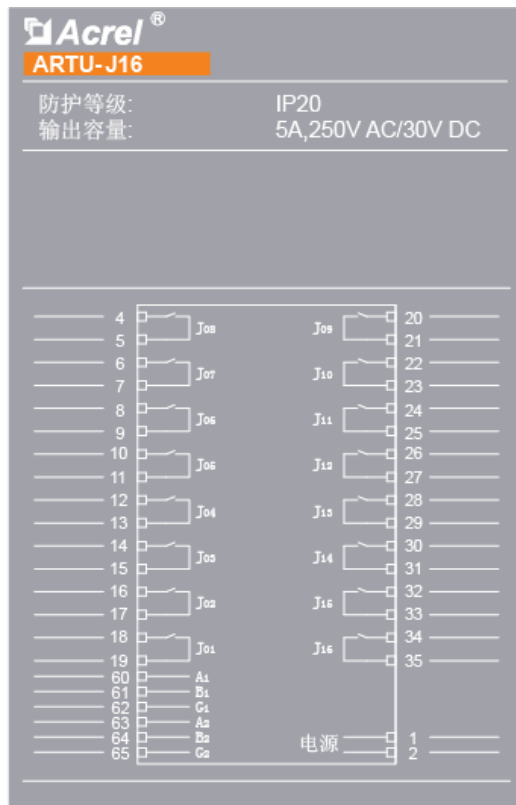 Acrel ®
ARTU-J16
防护等级: IP20
输出容量: 5A,250V AC/30V DC
4 J08 J09 20
5 21
6 J07 J10 22
7 23
8 J06 J11 24
9 25
10 J05 J12 26
11 27
12 J04 J13 28
13 29
14 J03 J14 30
15 31
16 J02 J15 32
17 33
18 J01 J16 34
19 35
60 A1
61 B1
62 G1
63 A2
64 B2 电源 1
65 G2 2